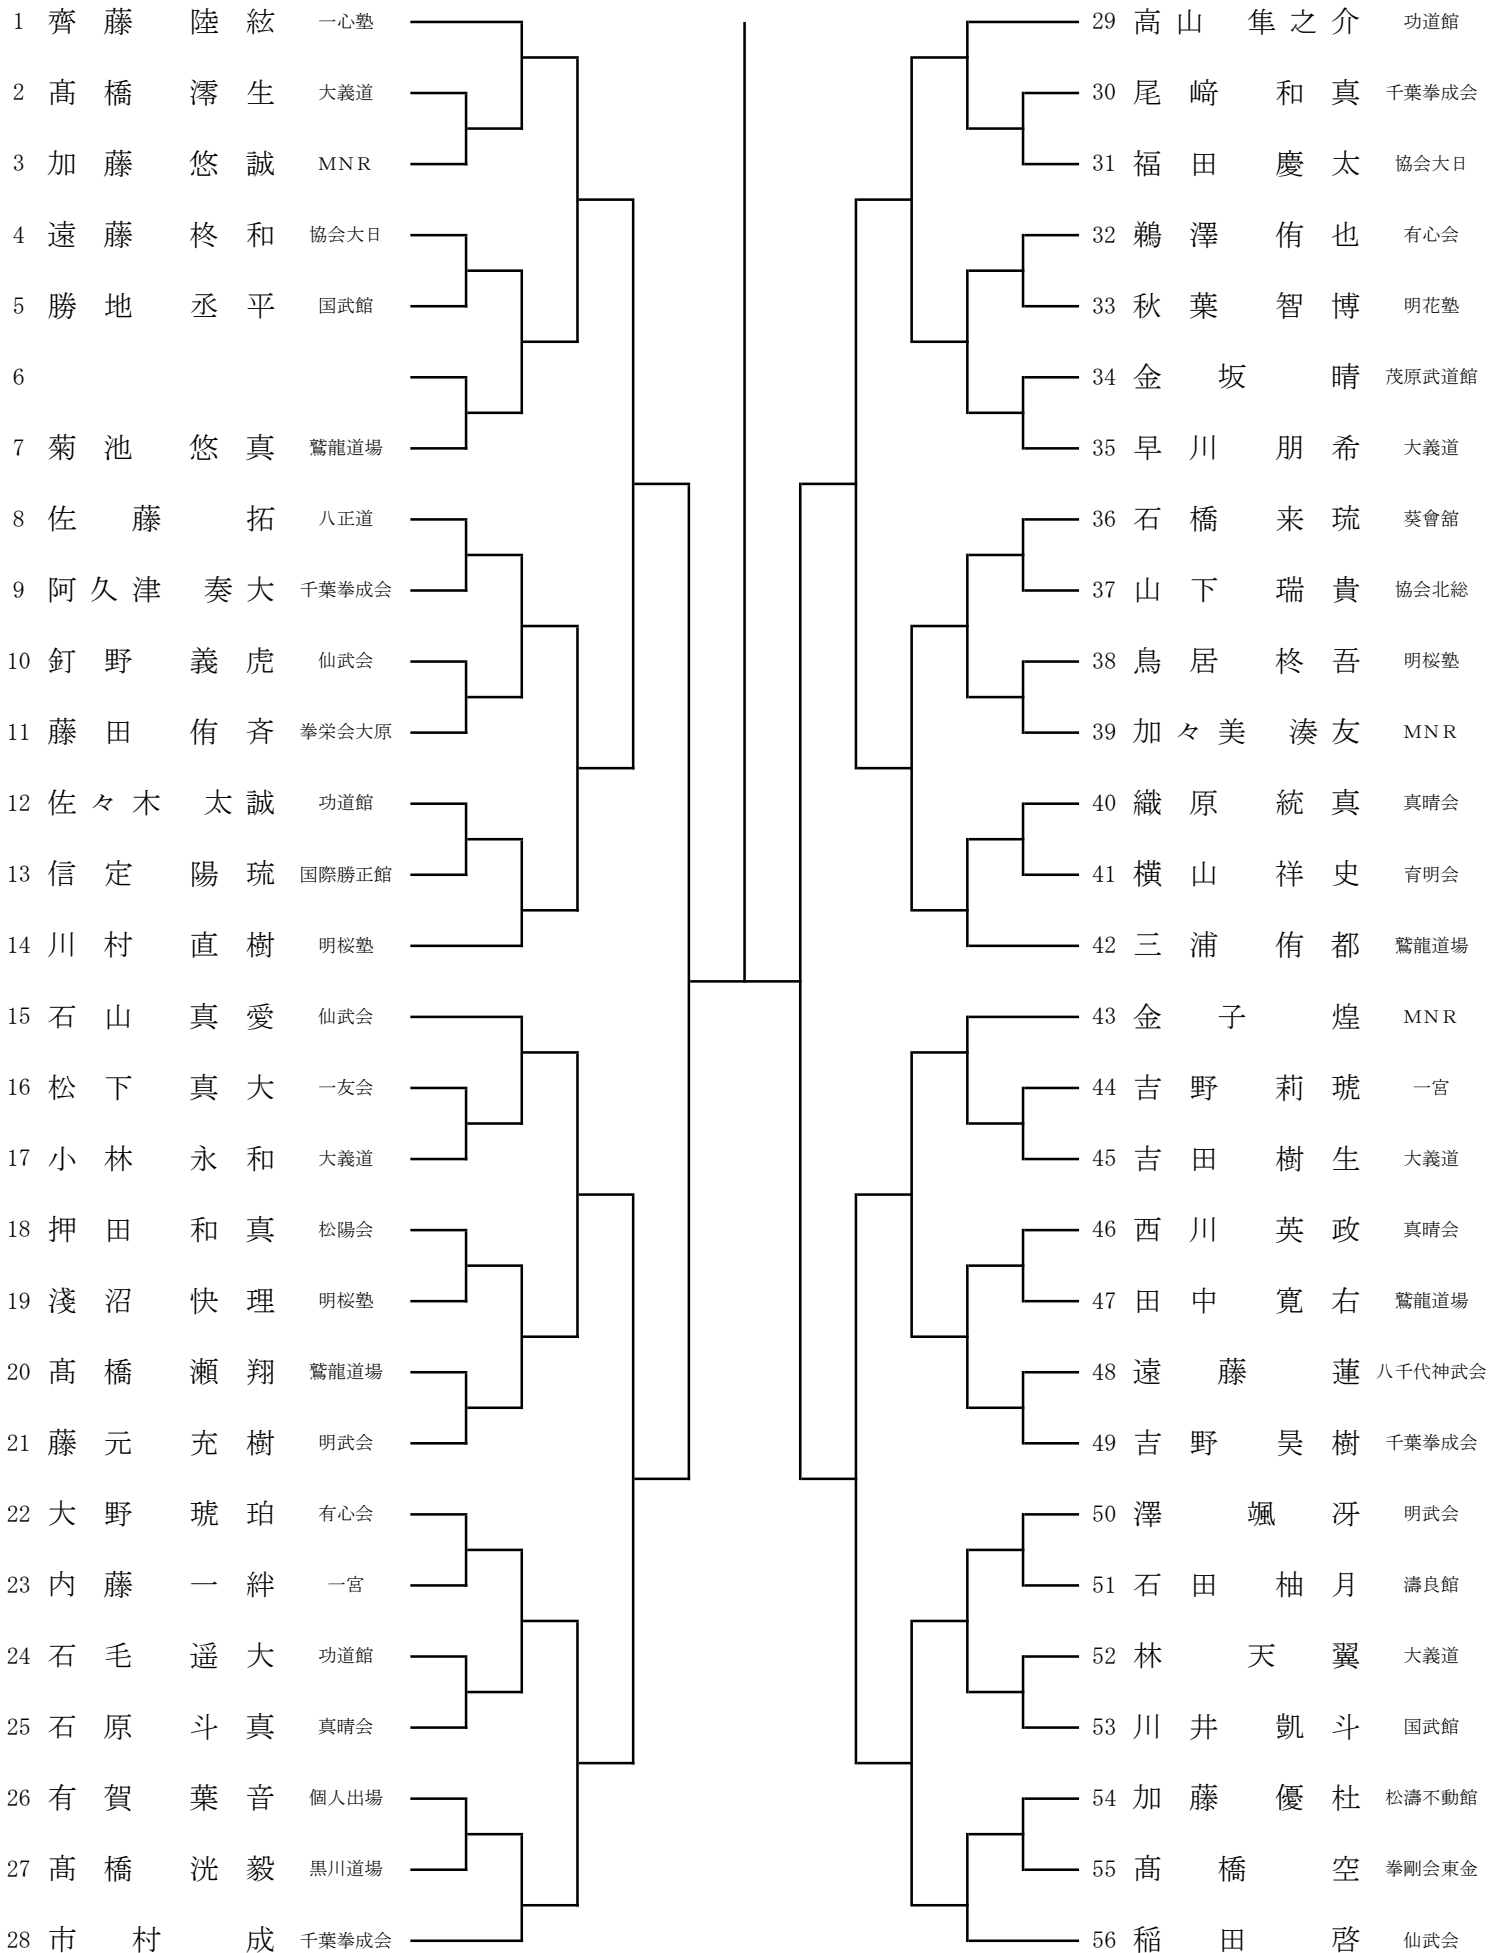 1 齊藤 陸絃 一心塾
2 髙橋 澪生 大義道
3 加藤 悠誠 MNR
4 遠藤 柊和 協会大日
5 勝地 丞平 国武館
6
7 菊池 悠真 鷲龍道場
8 佐藤 拓 八正道
9 阿久津 奏大 千葉拳成会
10 釘野 義虎 仙武会
11 藤田 侑斉 拳栄会大原
12 佐々木 太誠 功道館
13 信定 陽琉 国際勝正館
14 川村 直樹 明桜塾
15 石山 真愛 仙武会
16 松下 真大 一友会
17 小林 永和 大義道
18 押田 和真 松陽会
19 淺沼 快理 明桜塾
20 髙橋 瀬翔 鷲龍道場
21 藤元 充樹 明武会
22 大野 琥珀 有心会
23 内藤 一絆 一宮
24 石毛 遥大 功道館
25 石原 斗真 真晴会
26 有賀 葉音 個人出場
27 髙橋 洸毅 黒川道場
28 市村 成 千葉拳成会
29 高山 隼之介 功道館
30 尾﨑 和真 千葉拳成会
31 福田 慶太 協会大日
32 鵜澤 侑也 有心会
33 秋葉 智博 明花塾
34 金坂 晴 茂原武道館
35 早川 朋希 大義道
36 石橋 来琉 葵會舘
37 山下 瑞貴 協会北総
38 鳥居 柊吾 明桜塾
39 加々美 湊友 MNR
40 織原 統真 真晴会
41 横山 祥史 育明会
42 三浦 侑都 鷲龍道場
43 金子 煌 MNR
44 吉野 莉琥 一宮
45 吉田 樹生 大義道
46 西川 英政 真晴会
47 田中 寛右 鷲龍道場
48 遠藤 蓮 八千代神武会
49 吉野 昊樹 千葉拳成会
50 澤 颯冴 明武会
51 石田 柚月 濤良館
52 林 天翼 大義道
53 川井 凱斗 国武館
54 加藤 優杜 松濤不動館
55 髙橋 空 拳剛会東金
56 稲田 啓 仙武会